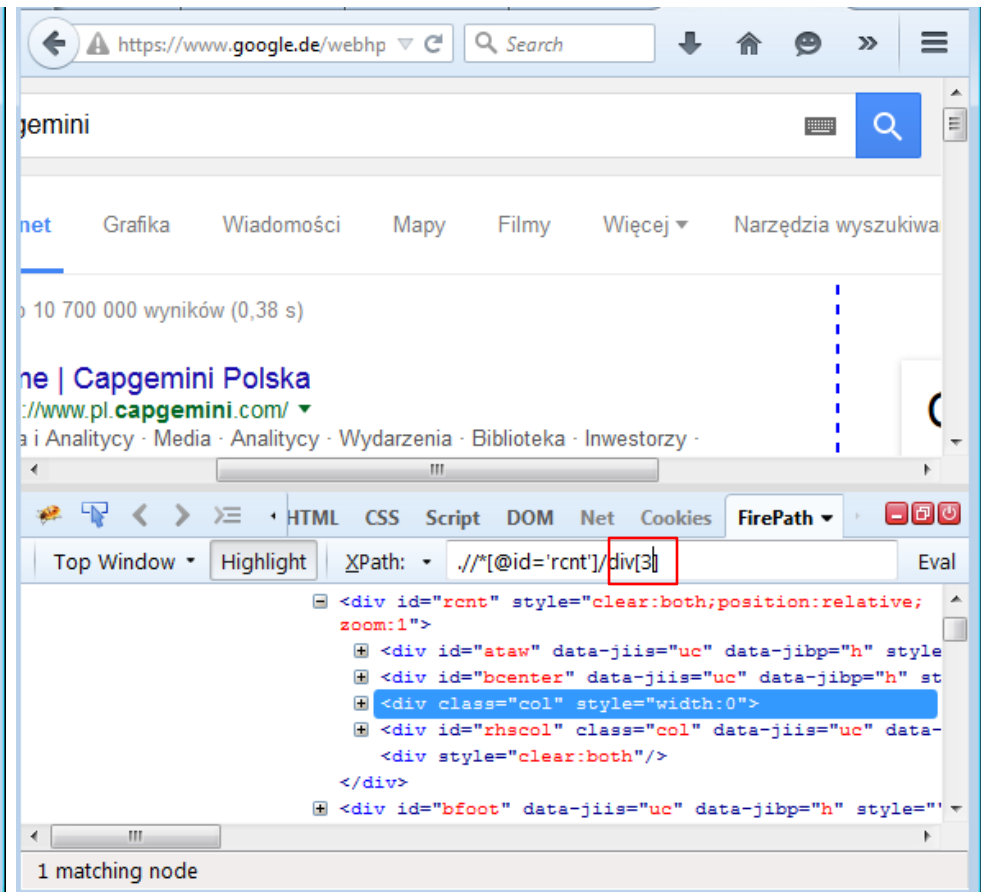 https://www.google.de/webhp Search
gemini
net Grafika Wiadomości Mapy Filmy Więcej Narzędzia wyszukiwa
10 700 000 wyników (0,38 s)
ne | Capgemini Polska
://www.pl.capgemini.com/
a i Analitycy · Media · Analitycy · Wydarzenia · Biblioteka · Inwestorzy ·
HTML CSS Script DOM Net Cookies FirePath
Top Window Highlight XPath: .//*[@id='rcnt']/div[3] Eval
<div id="rcnt" style="clear:both;position:relative;
zoom:1">
<div id="ataw" data-jiis="uc" data-jibp="h" style
<div id="bcenter" data-jiis="uc" data-jibp="h" st
<div class="col" style="width:0">
<div id="rhscol" class="col" data-jiis="uc" data-
<div style="clear:both"/>
</div>
<div id="bfoot" data-jiis="uc" data-jibp="h" style="
1 matching node